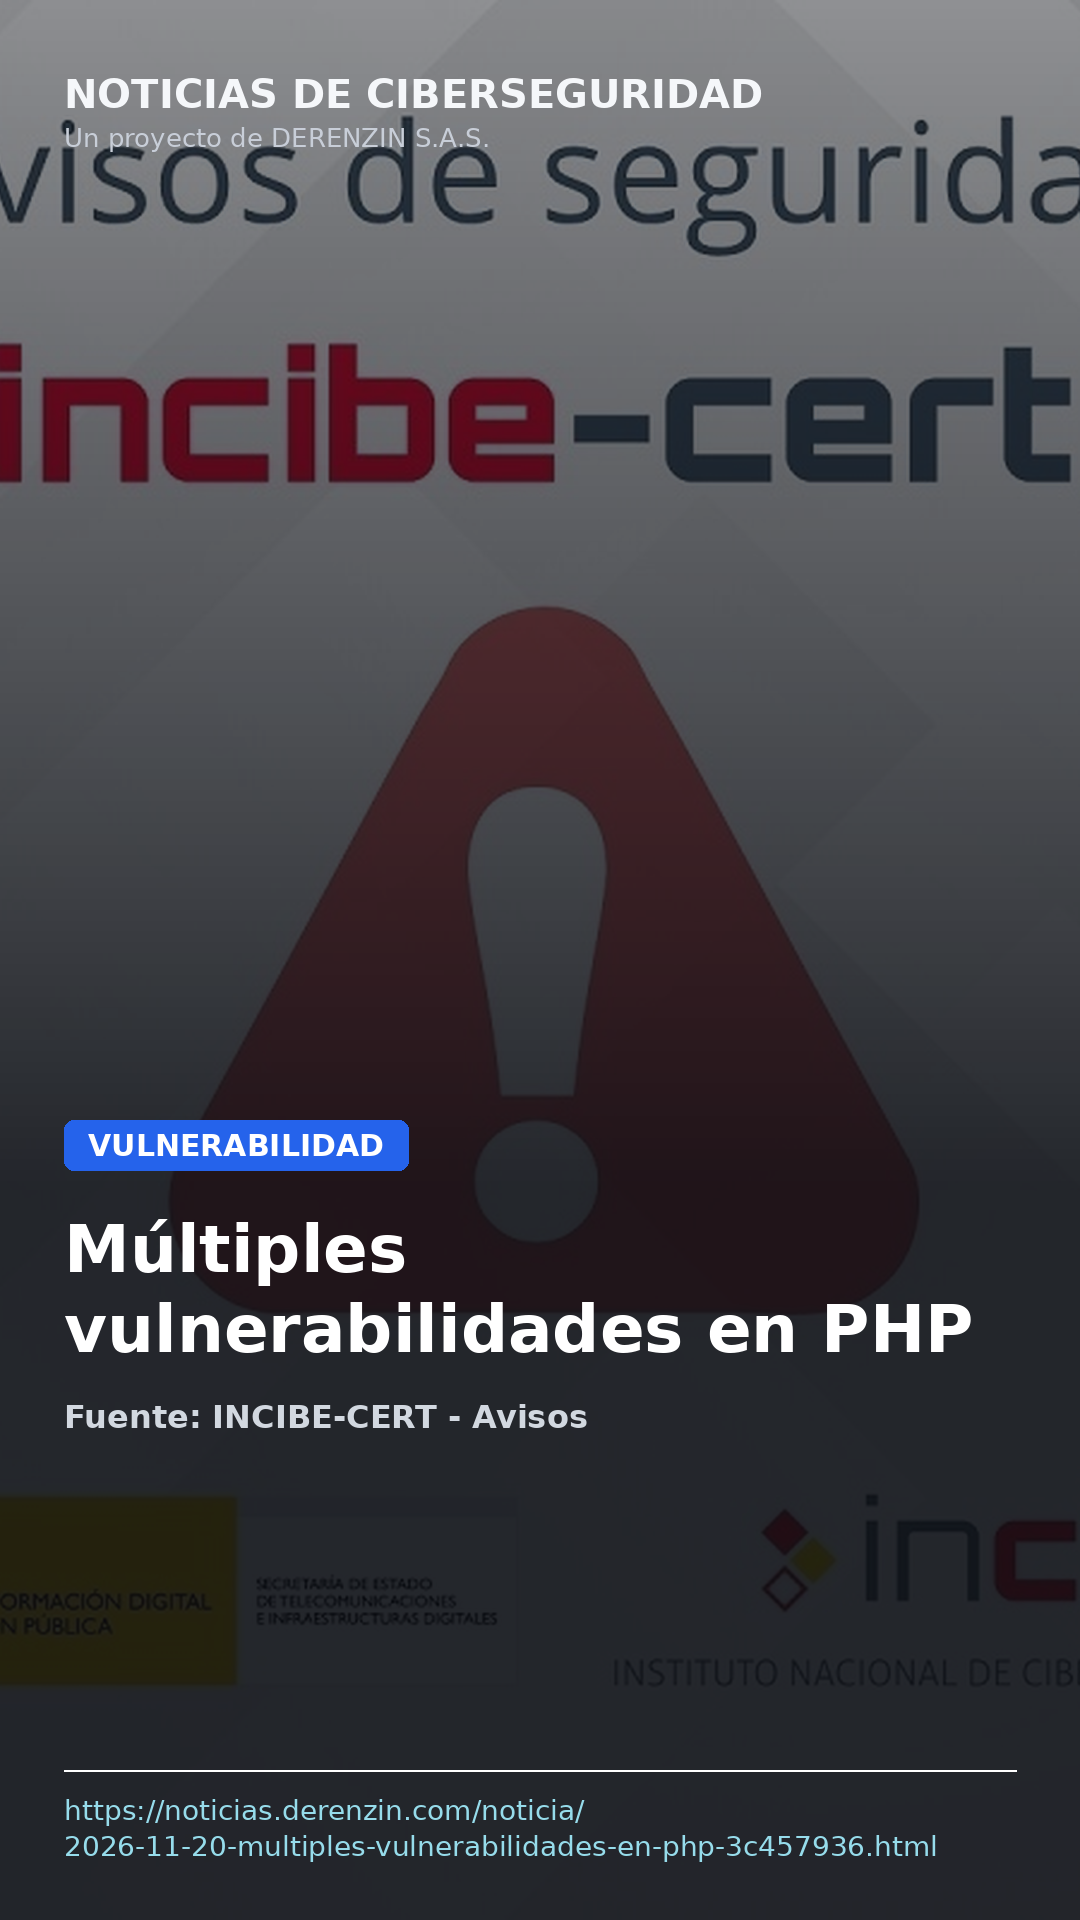 NOTICIAS DE CIBERSEGURIDAD
Un proyecto de DERENZIN S.A.S.
visos de segurida
incibe-cert
VULNERABILIDAD
Múltiples
vulnerabilidades en PHP
Fuente: INCIBE-CERT - Avisos
ORMACIÓN DIGITAL
N PÚBLICA
SECRETARÍA DE ESTADO
DE TELECOMUNICACIONES
E INFRAESTRUCTURAS DIGITALES
inc
INSTITUTO NACIONAL DE CIB
https://noticias.derenzin.com/noticia/
2026-11-20-multiples-vulnerabilidades-en-php-3c457936.html